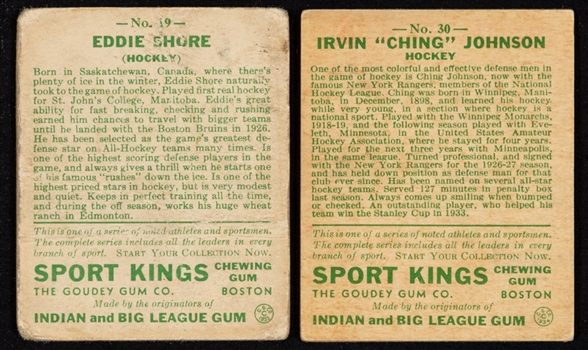 —No. 19—
EDDIE SHORE
(HOCKEY)
Born in Saskatchewan, Canada, where there's
plenty of ice in the winter, Eddie Shore naturally
took to the game of hockey. Played first real hockey
for St. John's College, Manitoba. Eddie's great
ability for fast breaking, checking and rushing
earned him chances to travel with bigger teams
until he landed with the Boston Bruins in 1926.
He has been selected as the game's greatest de-
fense star on All-Hockey teams many times. Is
one of the highest scoring defense players in the
game, and always gives a thrill when he starts one
of his famous "rushes" down the ice. Is one of the
highest priced stars in hockey, but is very modest
and quiet. Keeps in perfect training all the time,
and during the off season, works his huge wheat
ranch in Edmonton.
This is one of a series of noted athletes and sportsmen.
The complete series includes all the leaders in every
branch of sport. START YOUR COLLECTION NOW.
SPORT KINGS CHEWING GUM
THE GOUDEY GUM CO. BOSTON
Made by the originators of
INDIAN and BIG LEAGUE GUM
—No. 30—
IRVIN "CHING" JOHNSON
HOCKEY
One of the most colorful and effective defense men in
the game of hockey is Ching Johnson, now with the
famous New York Rangers, members of the National
Hockey League. Ching was born in Winnipeg, Mani-
toba, in December, 1898, and learned his hockey
while very young, in a section where hockey is a
national sport. Played with the Winnipeg Monarchs,
1918-19, and the following season played with Eve-
leth, Minnesota, in the United States Amateur
Hockey Association, where he stayed for four years.
Played for the next three years with Minneapolis,
in the same league. Turned professional, and signed
with the New York Rangers for the 1926-27 season,
and has held down position as defense man for that
club ever since. Has been named on several all-star
hockey teams. Served 127 minutes in penalty box
last season. Always comes up smiling when bumped
or checked. An outstanding player, who helped his
team win the Stanley Cup in 1933.
This is one of a series of noted athletes and sportsmen.
The complete series includes all the leaders in every
branch of sport. START YOUR COLLECTION NOW.
SPORT KINGS CHEWING GUM
THE GOUDEY GUM CO. BOSTON
Made by the originators of
INDIAN and BIG LEAGUE GUM